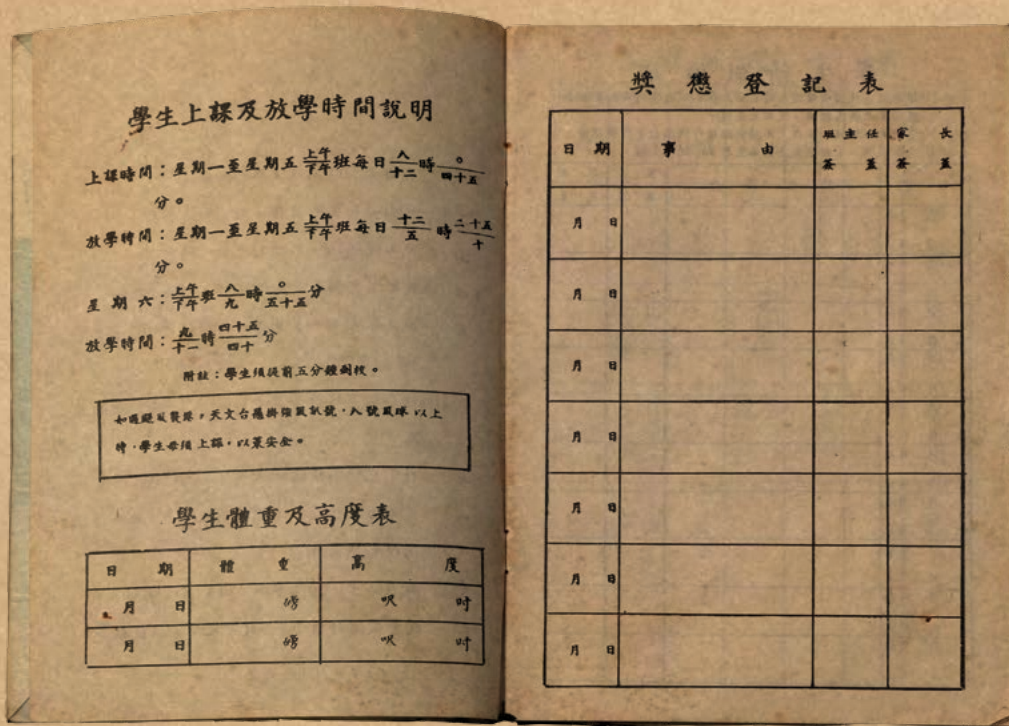 學生上課及放學時間說明
上課時間：星期一至星期五上午/下午班每日八/十二時〇/四十五
分。
放學時間：星期一至星期五上午/下午班每日十二/五時二十五/十
分。
星期六：上午/下午班八/九時〇/五十五分
放學時間：九/十一時四十五/四十分
附註：學生須提前五分鐘到校。
如遇颶風襲珠，天文台懸掛強風訊號，八號風球以上
時，學生毋須上課，以策安全。
學生體重及高度表
日期 體重 高度
月 日 磅 呎 吋
月 日 磅 呎 吋
獎懲登記表
日期 事由 班主任簽蓋 家長簽蓋
月 日
月 日
月 日
月 日
月 日
月 日
月 日